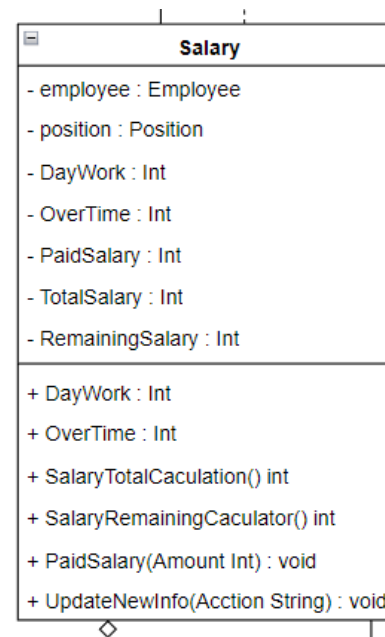 Salary
- employee : Employee
- position : Position
- DayWork : Int
- OverTime : Int
- PaidSalary : Int
- TotalSalary : Int
- RemainingSalary : Int
+ DayWork : Int
+ OverTime : Int
+ SalaryTotalCaculation() int
+ SalaryRemainingCaculator() int
+ PaidSalary(Amount Int) : void
+ UpdateNewInfo(Acction String) : void